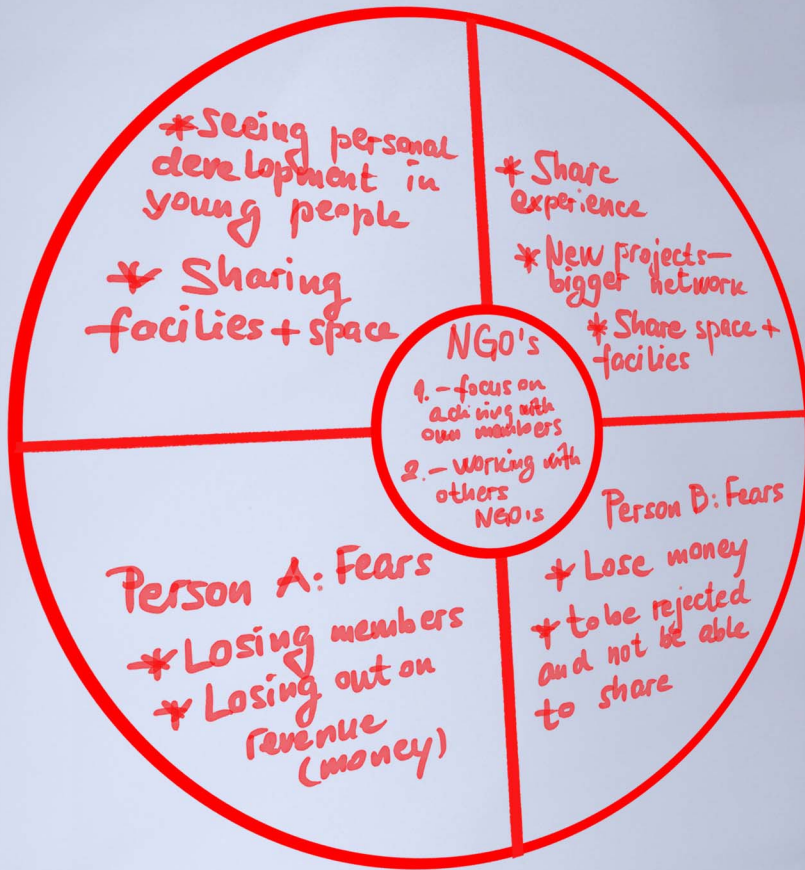 * Seeing personal
development in
young people
* Sharing
facilies + space
* Share
experience
* New projects—
bigger network
* Share space +
facilies
NGO's
1. - focus on
achiving with
own members
2. - working with
others
NGO's
Person A: Fears
* Losing members
* Losing out on
revenue
(money)
Person B: Fears
* Lose money
* to be rejected
and not be able
to share